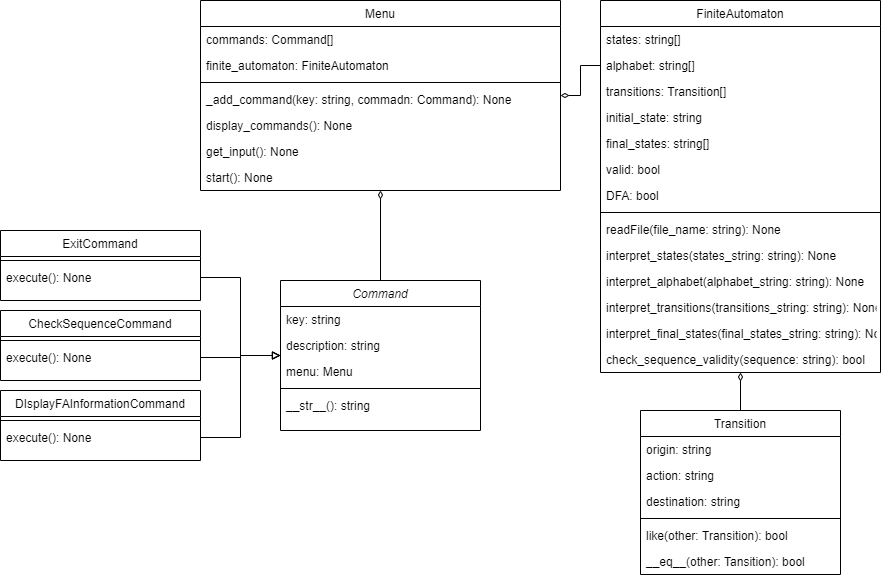 Menu
commands: Command[]
finite_automaton: FiniteAutomaton
_add_command(key: string, commadn: Command): None
display_commands(): None
get_input(): None
start(): None
FiniteAutomaton
states: string[]
alphabet: string[]
transitions: Transition[]
initial_state: string
final_states: string[]
valid: bool
DFA: bool
readFile(file_name: string): None
interpret_states(states_string: string): None
interpret_alphabet(alphabet_string: string): None
interpret_transitions(transitions_string: string): None
interpret_final_states(final_states_string: string): No
check_sequence_validity(sequence: string): bool
ExitCommand
execute(): None
CheckSequenceCommand
execute(): None
DIsplayFAInformationCommand
execute(): None
Command
key: string
description: string
menu: Menu
__str__(): string
Transition
origin: string
action: string
destination: string
like(other: Transition): bool
__eq__(other: Tansition): bool